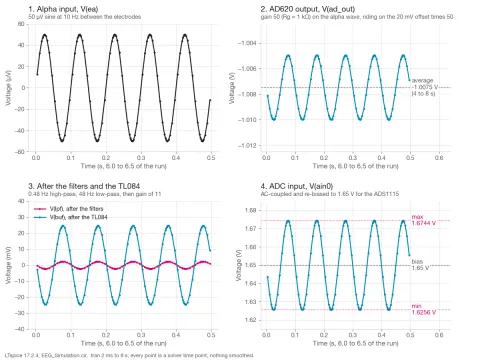 1. Alpha input, V(ea)
50 µV sine at 10 Hz between the electrodes
60
40
20
0
−20
−40
−60
Voltage (µV)
0.0 0.1 0.2 0.3 0.4 0.5
Time (s, 6.0 to 6.5 of the run)
2. AD620 output, V(ad_out)
gain 50 (Rg = 1 kΩ) on the alpha wave, riding on the 20 mV offset times 50
−1.004
−1.006
−1.008
−1.010
−1.012
Voltage (V)
average
-1.0075 V
(4 to 8 s)
0.0 0.1 0.2 0.3 0.4 0.5 0.6
Time (s, 6.0 to 6.5 of the run)
3. After the filters and the TL084
0.48 Hz high-pass, 48 Hz low-pass, then gain of 11
V(pf), after the filters
V(buf), after the TL084
40
30
20
10
0
−10
−20
−30
−40
Voltage (mV)
0.0 0.1 0.2 0.3 0.4 0.5
Time (s, 6.0 to 6.5 of the run)
4. ADC input, V(ain0)
AC-coupled and re-biased to 1.65 V for the ADS1115
1.68
1.67
1.66
1.65
1.64
1.63
1.62
Voltage (V)
max
1.6744 V
bias
1.65 V
min
1.6256 V
0.0 0.1 0.2 0.3 0.4 0.5 0.6
Time (s, 6.0 to 6.5 of the run)
LTspice 17.2.4, EEG_Simulation.cir, .tran 2 ms to 8 s; every point is a solver time point, nothing smoothed.